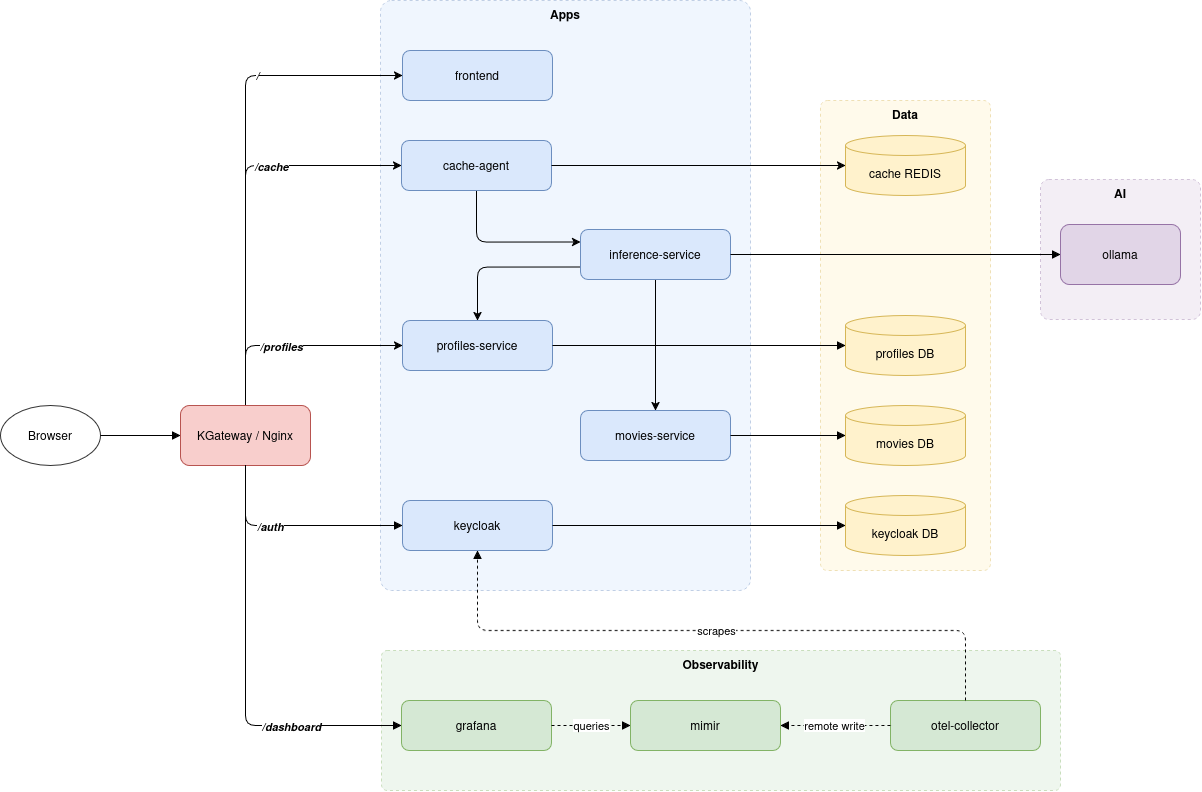 Apps
frontend
/
Data
cache-agent
cache REDIS
/cache
AI
inference-service
ollama
profiles-service
profiles DB
/profiles
Browser
KGateway / Nginx
movies-service
movies DB
keycloak
keycloak DB
/auth
scrapes
Observability
/dashboard
grafana
queries
mimir
remote write
otel-collector